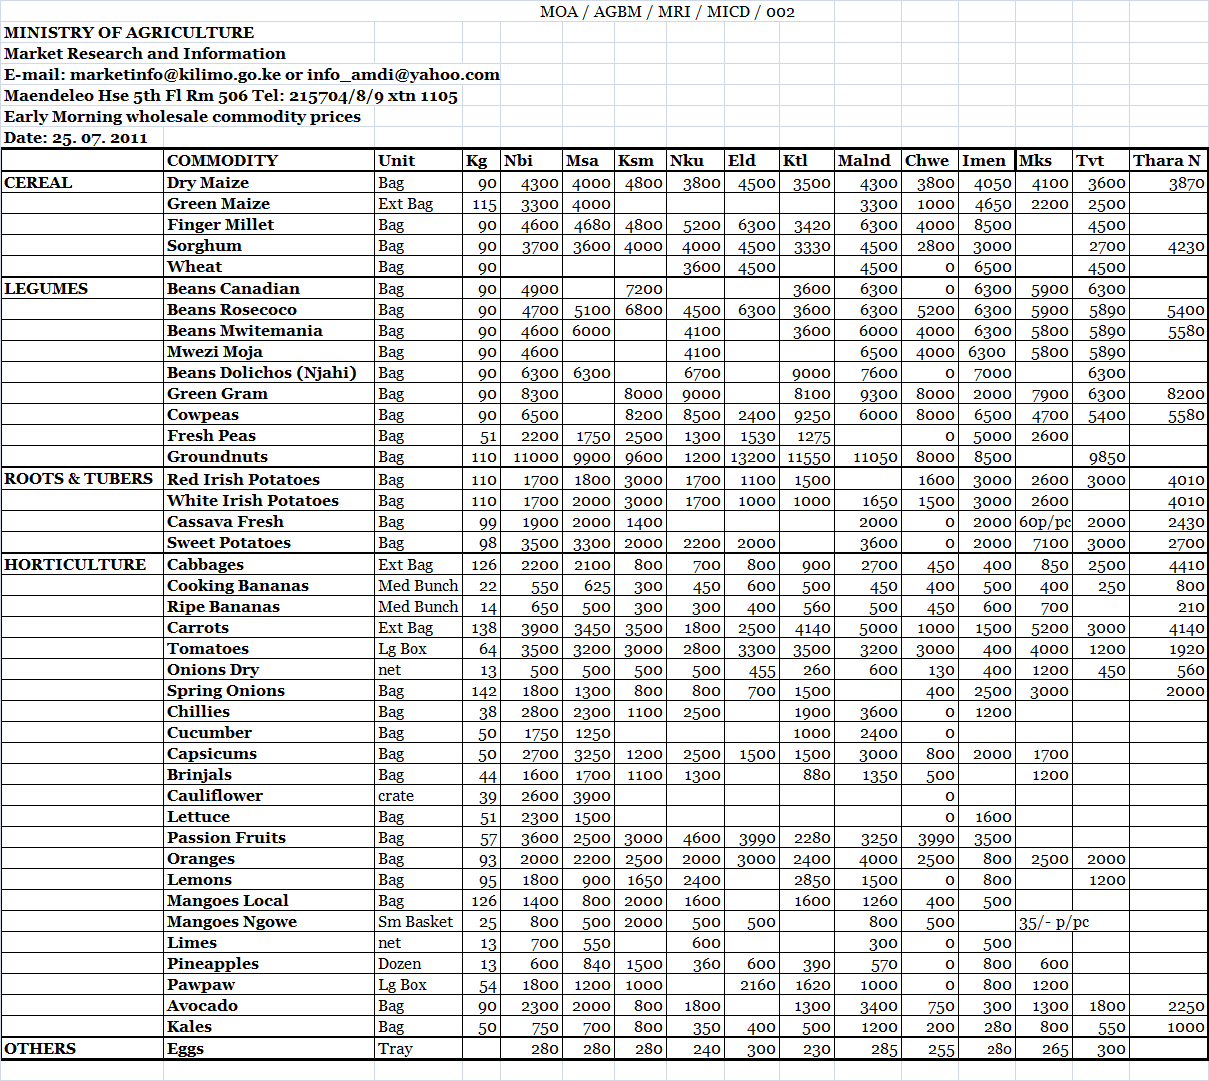 MOA / AGBM / MRI / MICD / 002
MINISTRY OF AGRICULTURE
Market Research and Information
E-mail: marketinfo@kilimo.go.ke or info_amdi@yahoo.com
Maendeleo Hse 5th Fl Rm 506 Tel: 215704/8/9 xtn 1105
Early Morning wholesale commodity prices
Date: 25. 07. 2011
COMMODITY Unit Kg Nbi Msa Ksm Nku Eld Ktl Malnd Chwe Imen Mks Tvt Thara N
CEREAL Dry Maize Bag 90 4300 4000 4800 3800 4500 3500 4300 3800 4050 4100 3600 3870
Green Maize Ext Bag 115 3300 4000 3300 1000 4650 2200 2500
Finger Millet Bag 90 4600 4680 4800 5200 6300 3420 6300 4000 8500 4500
Sorghum Bag 90 3700 3600 4000 4000 4500 3330 4500 2800 3000 2700 4230
Wheat Bag 90 3600 4500 4500 0 6500 4500
LEGUMES Beans Canadian Bag 90 4900 7200 3600 6300 0 6300 5900 6300
Beans Rosecoco Bag 90 4700 5100 6800 4500 6300 3600 6300 5200 6300 5900 5890 5400
Beans Mwitemania Bag 90 4600 6000 4100 3600 6000 4000 6300 5800 5890 5580
Mwezi Moja Bag 90 4600 4100 6500 4000 6300 5800 5890
Beans Dolichos (Njahi) Bag 90 6300 6300 6700 9000 7600 0 7000 6300
Green Gram Bag 90 8300 8000 9000 8100 9300 8000 2000 7900 6300 8200
Cowpeas Bag 90 6500 8200 8500 2400 9250 6000 8000 6500 4700 5400 5580
Fresh Peas Bag 51 2200 1750 2500 1300 1530 1275 0 5000 2600
Groundnuts Bag 110 11000 9900 9600 1200 13200 11550 11050 8000 8500 9850
ROOTS & TUBERS Red Irish Potatoes Bag 110 1700 1800 3000 1700 1100 1500 1600 3000 2600 3000 4010
White Irish Potatoes Bag 110 1700 2000 3000 1700 1000 1000 1650 1500 3000 2600 4010
Cassava Fresh Bag 99 1900 2000 1400 2000 0 2000 60p/pc 2000 2430
Sweet Potatoes Bag 98 3500 3300 2000 2200 2000 3600 0 2000 7100 3000 2700
HORTICULTURE Cabbages Ext Bag 126 2200 2100 800 700 800 900 2700 450 400 850 2500 4410
Cooking Bananas Med Bunch 22 550 625 300 450 600 500 450 400 500 400 250 800
Ripe Bananas Med Bunch 14 650 500 300 300 400 560 500 450 600 700 210
Carrots Ext Bag 138 3900 3450 3500 1800 2500 4140 5000 1000 1500 5200 3000 4140
Tomatoes Lg Box 64 3500 3200 3000 2800 3300 3500 3200 3000 400 4000 1200 1920
Onions Dry net 13 500 500 500 500 455 260 600 130 400 1200 450 560
Spring Onions Bag 142 1800 1300 800 800 700 1500 400 2500 3000 2000
Chillies Bag 38 2800 2300 1100 2500 1900 3600 0 1200
Cucumber Bag 50 1750 1250 1000 2400 0
Capsicums Bag 50 2700 3250 1200 2500 1500 1500 3000 800 2000 1700
Brinjals Bag 44 1600 1700 1100 1300 880 1350 500 1200
Cauliflower crate 39 2600 3900 0
Lettuce Bag 51 2300 1500 0 1600
Passion Fruits Bag 57 3600 2500 3000 4600 3990 2280 3250 3990 3500
Oranges Bag 93 2000 2200 2500 2000 3000 2400 4000 2500 800 2500 2000
Lemons Bag 95 1800 900 1650 2400 2850 1500 0 800 1200
Mangoes Local Bag 126 1400 800 2000 1600 1600 1260 400 500
Mangoes Ngowe Sm Basket 25 800 500 2000 500 500 800 500 35/- p/pc
Limes net 13 700 550 600 300 0 500
Pineapples Dozen 13 600 840 1500 360 600 390 570 0 800 600
Pawpaw Lg Box 54 1800 1200 1000 2160 1620 1000 0 800 1200
Avocado Bag 90 2300 2000 800 1800 1300 3400 750 300 1300 1800 2250
Kales Bag 50 750 700 800 350 400 500 1200 200 280 800 550 1000
OTHERS Eggs Tray 280 280 280 240 300 230 285 255 280 265 300